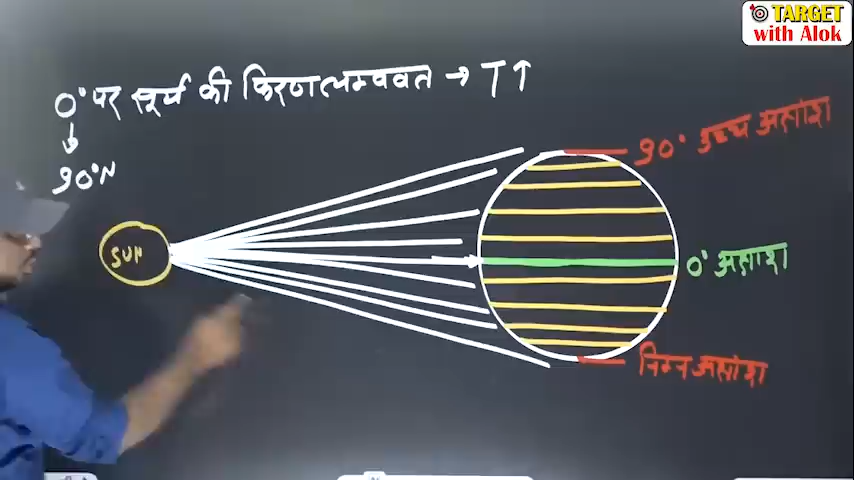 TARGET
with Alok
0° पर सूर्य की किरण लम्बवत → T↑
↓
90°N
90° उच्च अक्षांश
SUN
0° अक्षांश
निम्न अक्षांश